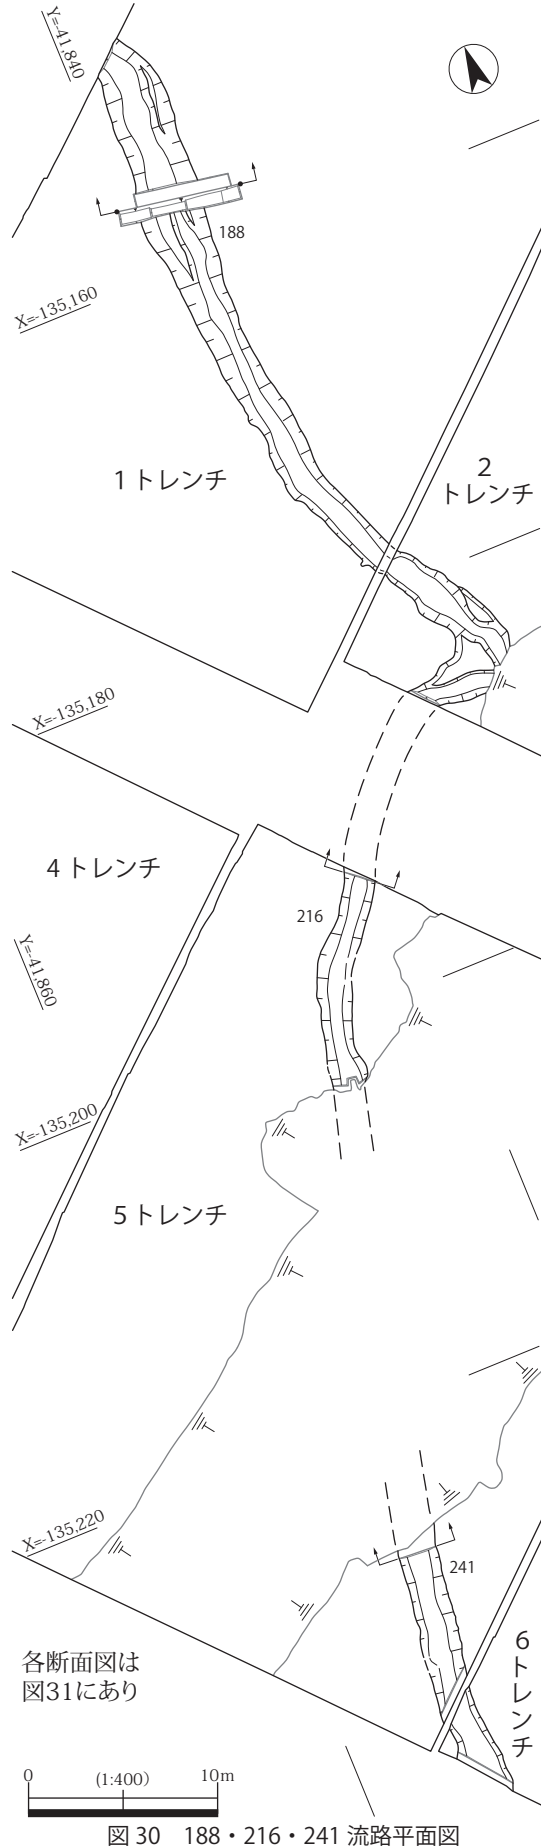 Y=-41,840
188
X=-135,160
1 トレンチ
2
トレンチ
X=-135,180
4 トレンチ
216
Y=-41,860
X=-135,200
5 トレンチ
X=-135,220
241
6トレンチ
各断面図は
図31にあり
0 (1:400) 10m
図 30 188・216・241 流路平面図